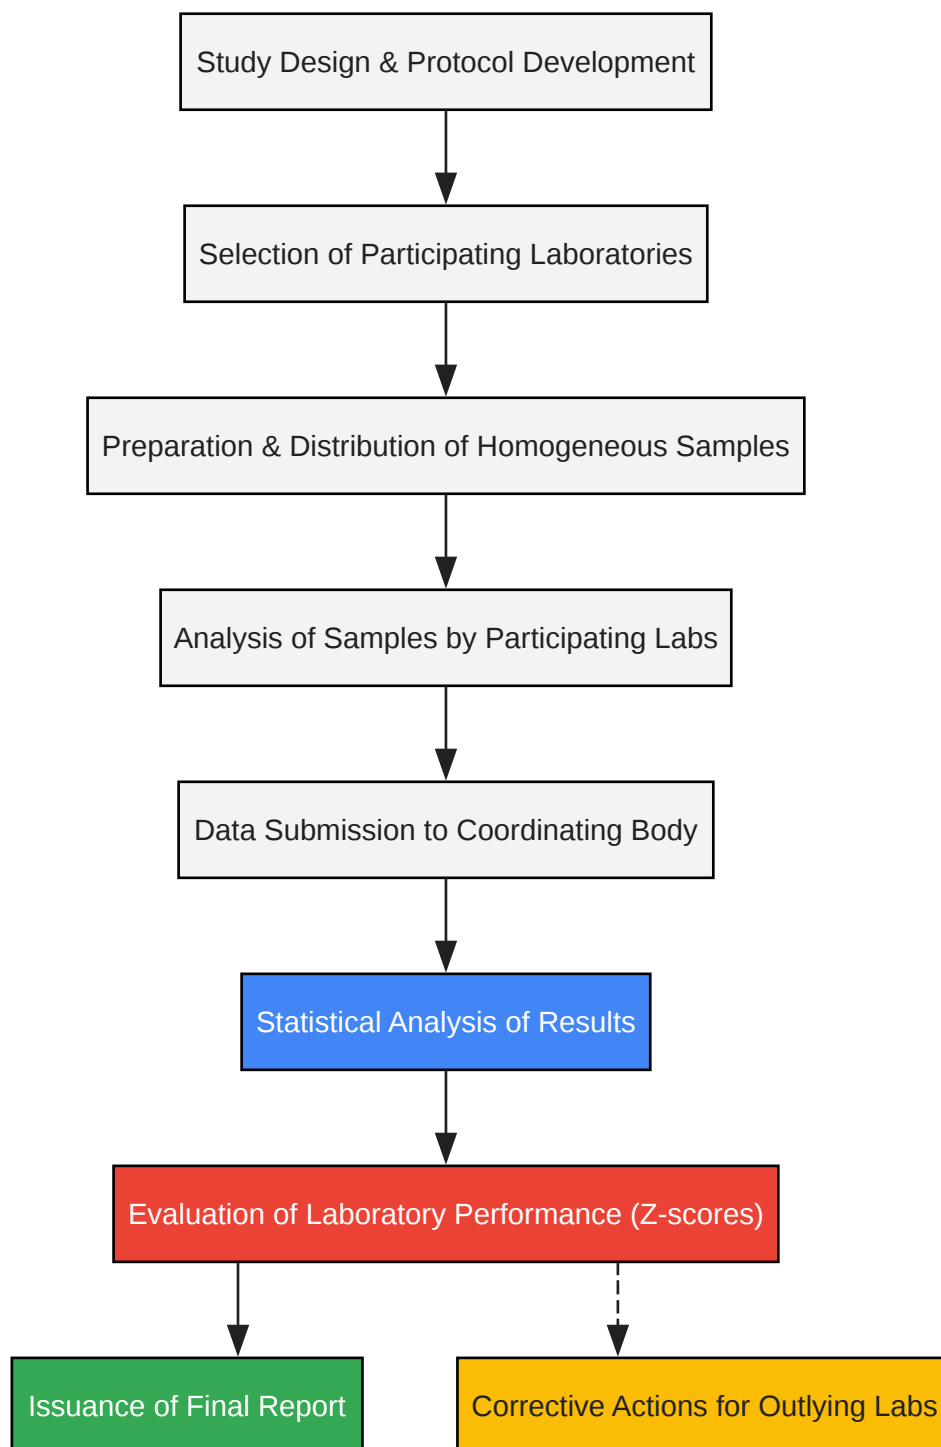 Study Design & Protocol Development
Selection of Participating Laboratories
Preparation & Distribution of Homogeneous Samples
Analysis of Samples by Participating Labs
Data Submission to Coordinating Body
Statistical Analysis of Results
Evaluation of Laboratory Performance (Z-scores)
Issuance of Final Report
Corrective Actions for Outlying Labs